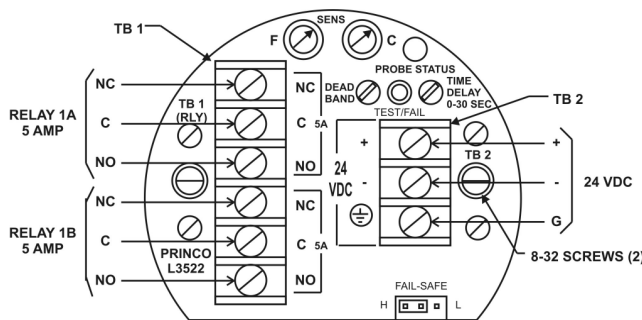 TB 1
SENS
F
C
PROBE STATUS
DEAD BAND
TIME DELAY 0-30 SEC
TEST/FAIL
TB 2
RELAY 1A
5 AMP
NC
C
NO
TB 1
(RLY)
NC
C 5A
NO
24
VDC
+
-
TB 2
+
-
G
24 VDC
RELAY 1B
5 AMP
NC
C
NO
PRINCO
L3522
NC
C 5A
NO
8-32 SCREWS (2)
FAIL-SAFE
H
L